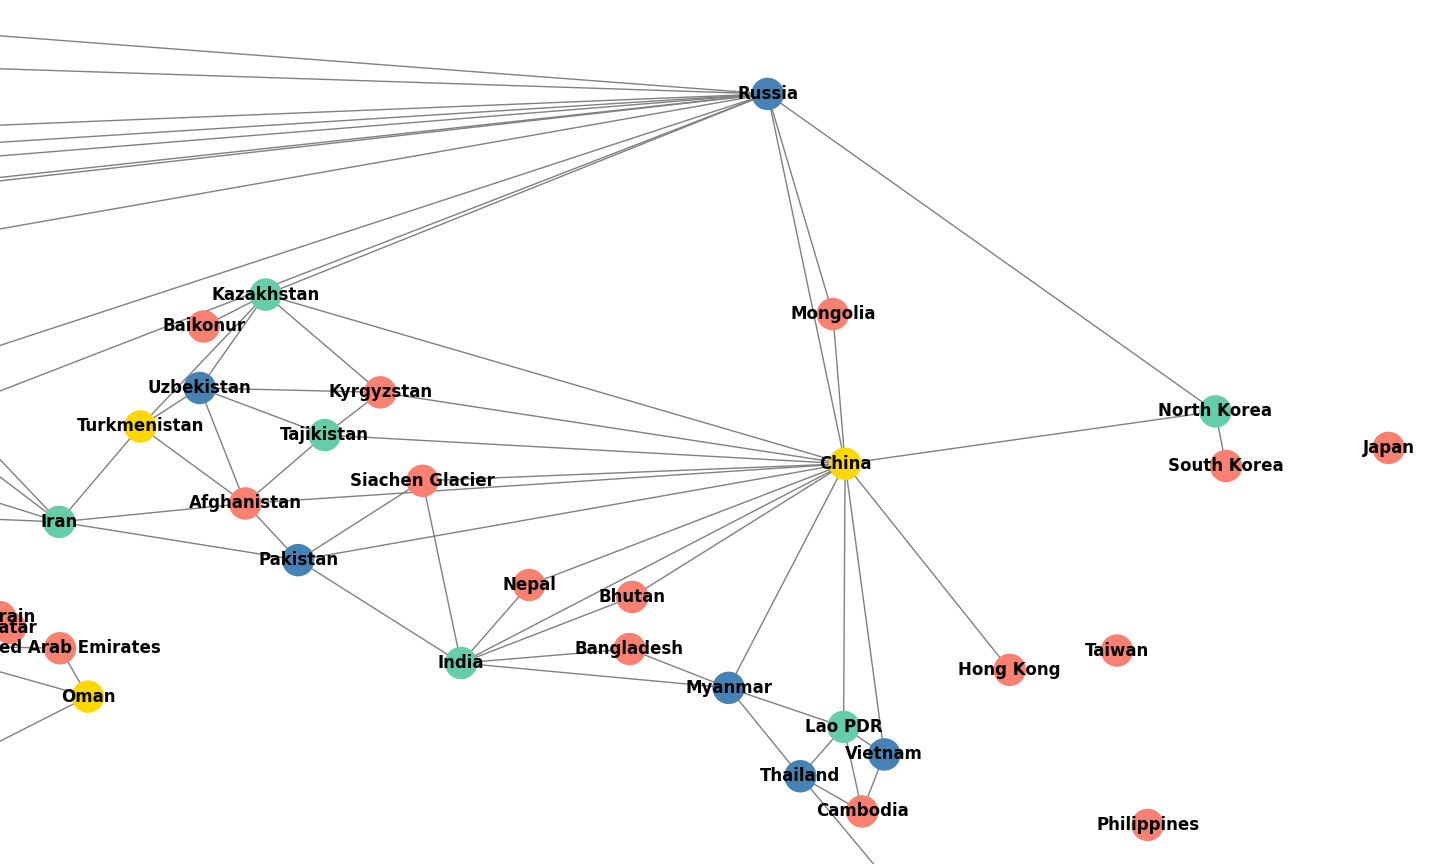 Russia
Kazakhstan
Mongolia
Baikonur
Uzbekistan
Kyrgyzstan
North Korea
Turkmenistan
Tajikistan
Japan
China
South Korea
Siachen Glacier
Afghanistan
Iran
Pakistan
Nepal
Bhutan
rain
atar
ed Arab Emirates
Bangladesh
Taiwan
India
Hong Kong
Myanmar
Oman
Lao PDR
Vietnam
Thailand
Cambodia
Philippines